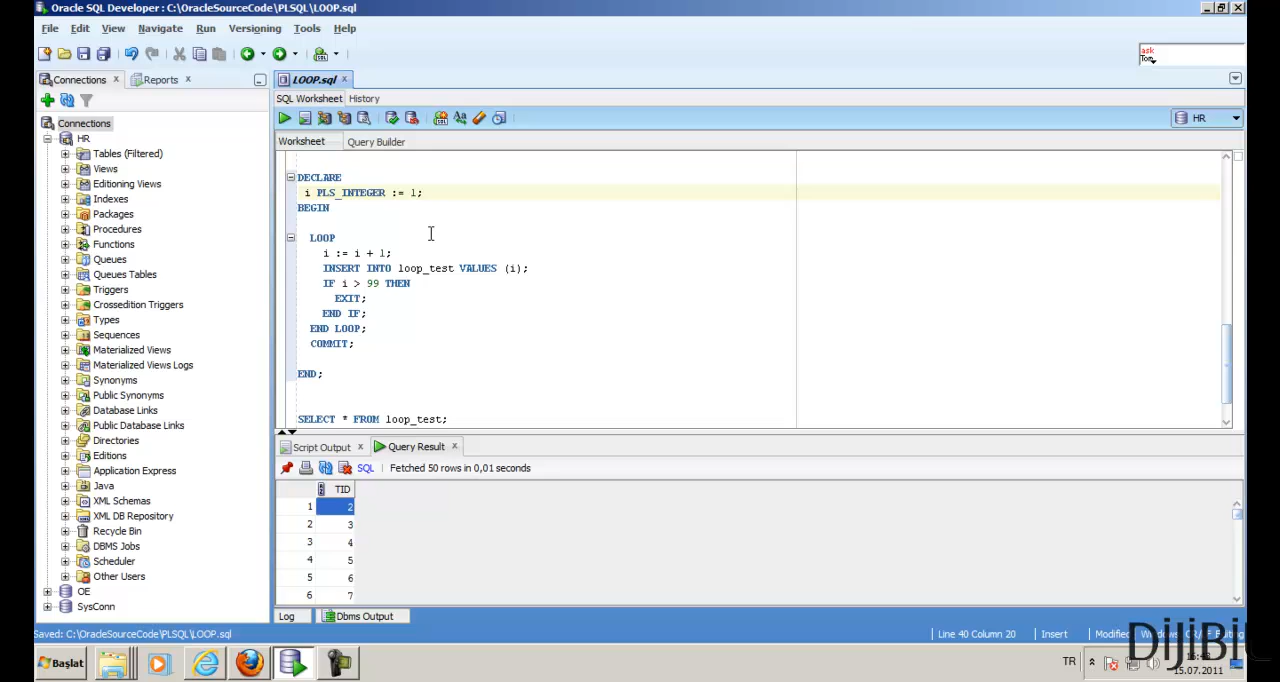 Oracle SQL Developer : C:\OracleSourceCode\PLSQL\LOOP.sql
File Edit View Navigate Run Versioning Tools Help
ask
Tom
Connections
Reports
LOOP.sql
SQL Worksheet History
HR
Worksheet Query Builder
Connections
HR
Tables (Filtered)
Views
Editioning Views
Indexes
Packages
Procedures
Functions
Queues
Queues Tables
Triggers
Crossedition Triggers
Types
Sequences
Materialized Views
Materialized Views Logs
Synonyms
Public Synonyms
Database Links
Public Database Links
Directories
Editions
Application Express
Java
XML Schemas
XML DB Repository
Recycle Bin
DBMS Jobs
Scheduler
Other Users
OE
SysConn
DECLARE
i PLS_INTEGER := 1;
BEGIN
LOOP
i := i + 1;
INSERT INTO loop_test VALUES (i);
IF i > 99 THEN
EXIT;
END IF;
END LOOP;
COMMIT;
END;
SELECT * FROM loop_test;
Script Output Query Result
SQL Fetched 50 rows in 0,01 seconds
TID
1 2
2 3
3 4
4 5
5 6
6 7
Log Dbms Output
Saved: C:\OracleSourceCode\PLSQL\LOOP.sql
Line 40 Column 20 Insert Modified
Başlat
TR
15.07.2011